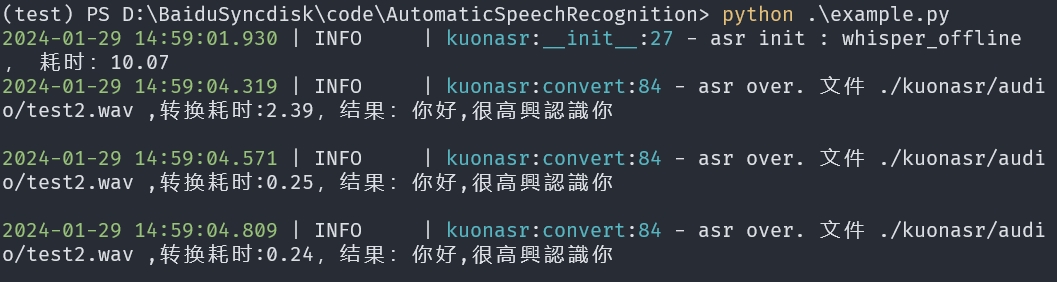 (test) PS D:\BaiduSyncdisk\code\AutomaticSpeechRecognition> python .\example.py
2024-01-29 14:59:01.930 | INFO     | kuonasr:__init__:27 - asr init : whisper_offline
， 耗时: 10.07
2024-01-29 14:59:04.319 | INFO     | kuonasr:convert:84 - asr over. 文件 ./kuonasr/audi
o/test2.wav ,转换耗时:2.39, 结果: 你好,很高興認識你
2024-01-29 14:59:04.571 | INFO     | kuonasr:convert:84 - asr over. 文件 ./kuonasr/audi
o/test2.wav ,转换耗时:0.25, 结果: 你好,很高興認識你
2024-01-29 14:59:04.809 | INFO     | kuonasr:convert:84 - asr over. 文件 ./kuonasr/audi
o/test2.wav ,转换耗时:0.24, 结果: 你好,很高興認識你